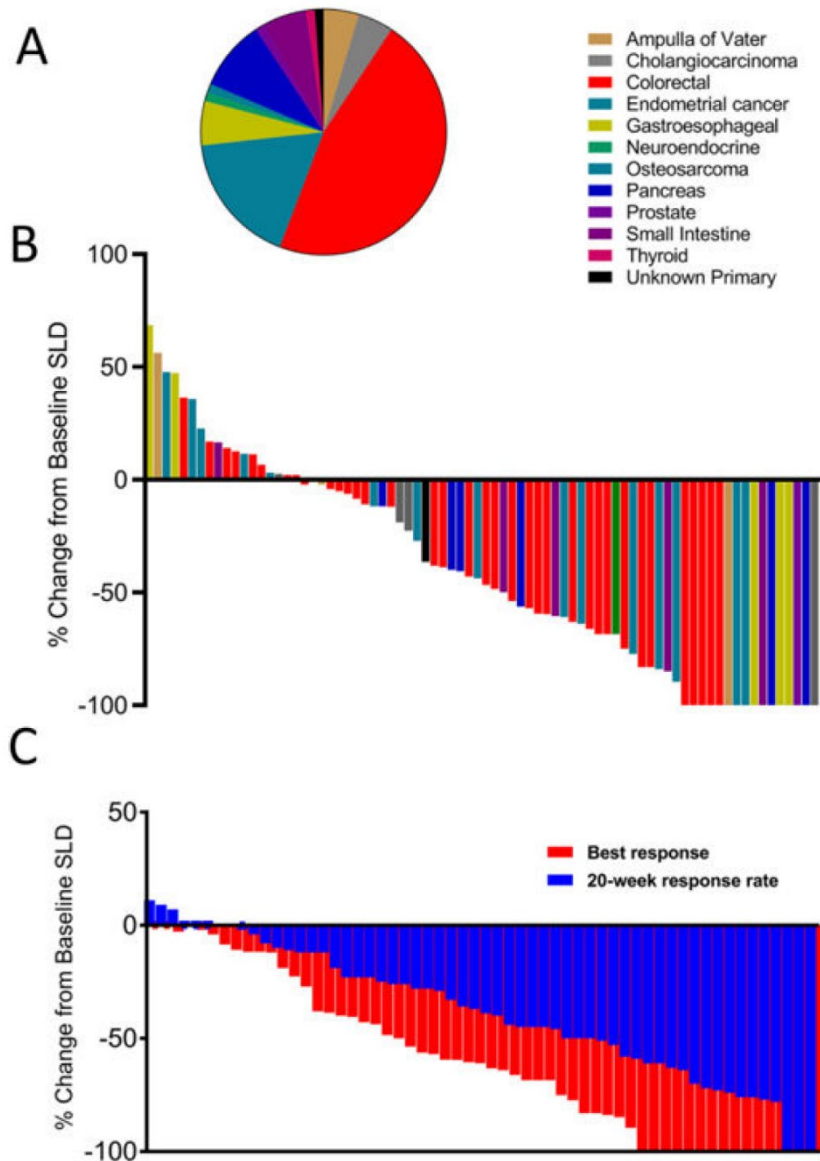 A
Ampulla of Vater
Cholangiocarcinoma
Colorectal
Endometrial cancer
Gastroesophageal
Neuroendocrine
Osteosarcoma
Pancreas
Prostate
Small Intestine
Thyroid
Unknown Primary
B
% Change from Baseline SLD
100
50
0
-50
-100
C
% Change from Baseline SLD
50
0
-50
-100
Best response
20-week response rate